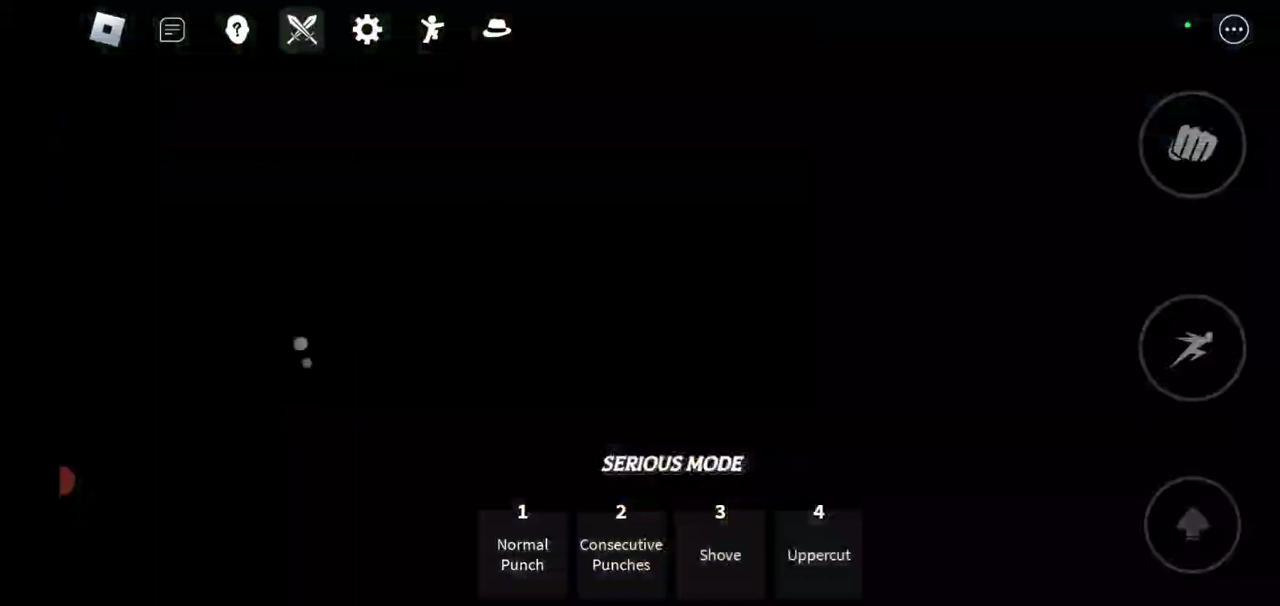 SERIOUS MODE
1
Normal
Punch
2
Consecutive
Punches
3
Shove
4
Uppercut